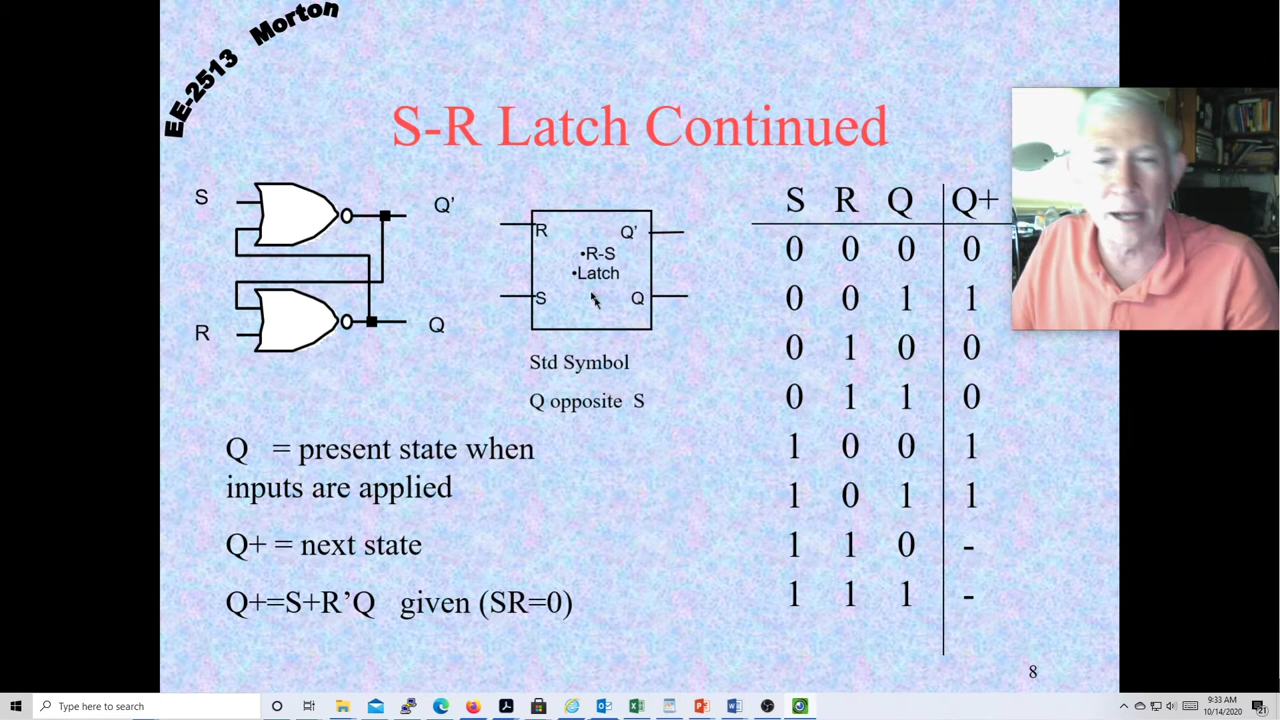 EE-2513 Morton
S-R Latch Continued
S
Q’
R
Q
R
Q’
•R-S
•Latch
S
Q
Std Symbol
Q opposite S
Q = present state when
inputs are applied
Q+ = next state
Q+=S+R’Q given (SR=0)
S R Q Q+
0 0 0 0
0 0 1 1
0 1 0 0
0 1 1 0
1 0 0 1
1 0 1 1
1 1 0 -
1 1 1 -
8
Type here to search
9:33 AM
10/14/2020
21